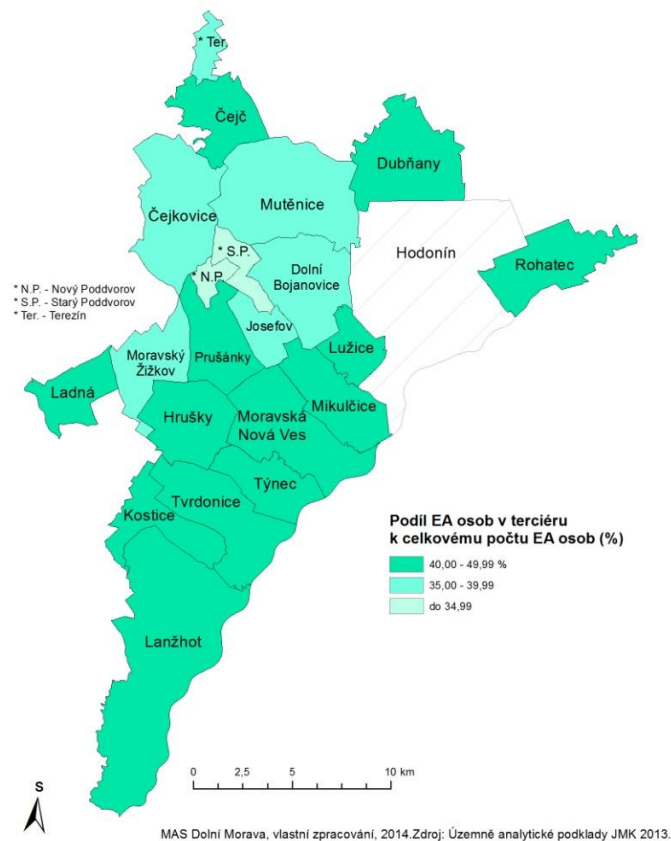 * Ter.
Čejč
Dubňany
Čejkovice
Mutěnice
* S.P.
Hodonín
Rohatec
* N.P. - Nový Poddvorov
* S.P. - Starý Poddvorov
* Ter. - Terezín
* N.P.
Dolní
Bojanovice
Josefov
Lužice
Moravský
Žižkov
Prušánky
Ladná
Mikulčice
Hrušky
Moravská
Nová Ves
Týnec
Tvrdonice
Kostice
Lanžhot
Podíl EA osob v terciéru
k celkovému počtu EA osob (%)
40,00 - 49,99 %
35,00 - 39,99
do 34,99
0 2,5 5 10 km
S
MAS Dolní Morava, vlastní zpracování, 2014.Zdroj: Územně analytické podklady JMK 2013.